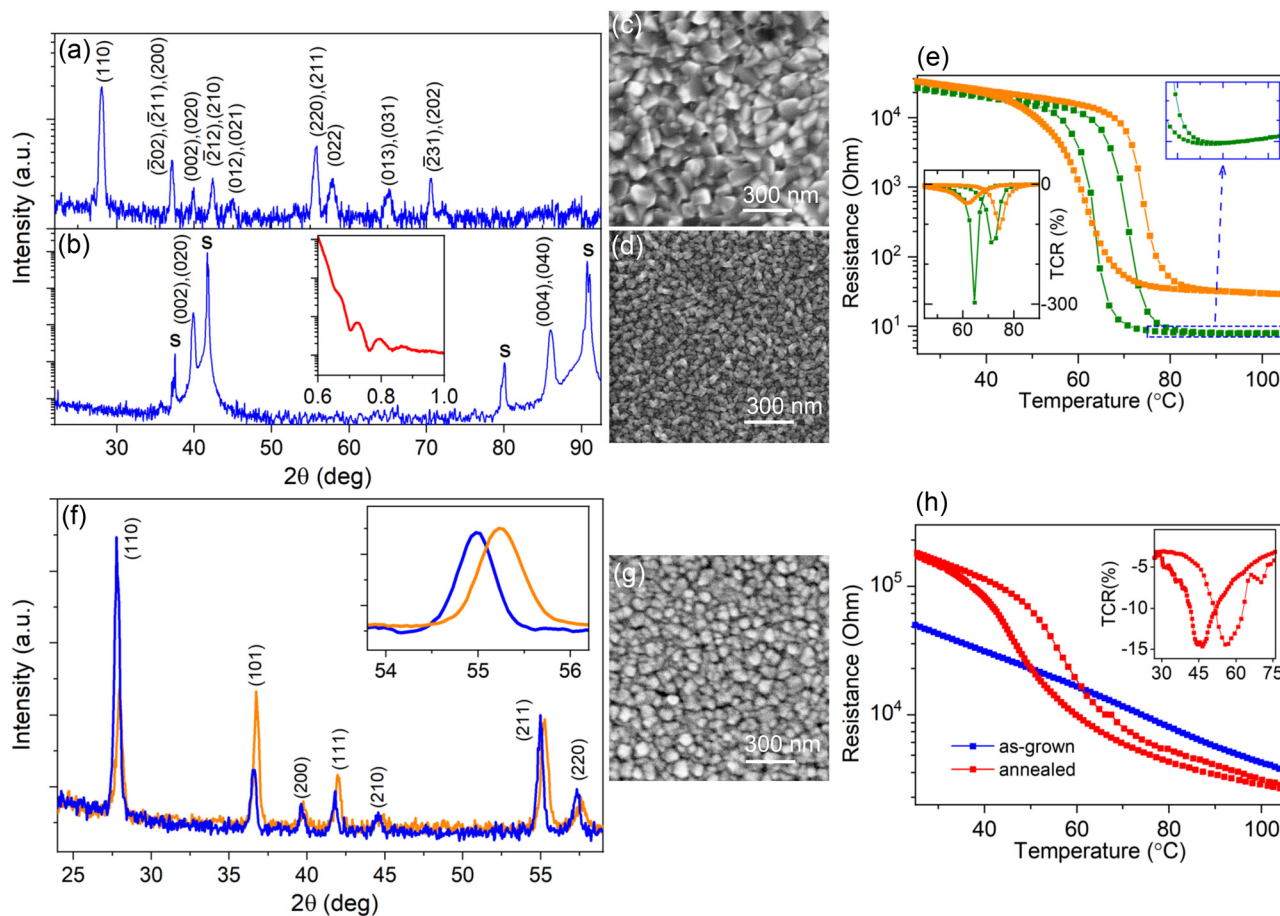 (a)
(110)
(2̄02),(2̄11),(200)
(002),(020)
(2̄12),(210)
(012),(021)
(220),(211)
(022)
(013),(031)
(2̄31),(202)
Intensity (a.u.)
(b)
S
(002),(020)
S
0.6 0.8 1.0
S
(004),(040)
S
30 40 50 60 70 80 90
2θ (deg)
(c)
300 nm
(d)
300 nm
(e)
Resistance (Ohm)
10⁴
10³
10²
10¹
0
TCR (%)
-300
60 80
40 60 80 100
Temperature (°C)
(f)
Intensity (a.u.)
(110)
(101)
(200)
(111)
(210)
(211)
(220)
54 55 56
25 30 35 40 45 50 55
2θ (deg)
(g)
300 nm
(h)
Resistance (Ohm)
10⁵
10⁴
TCR(%)
-5
-10
-15
30 45 60 75
as-grown
annealed
40 60 80 100
Temperature (°C)